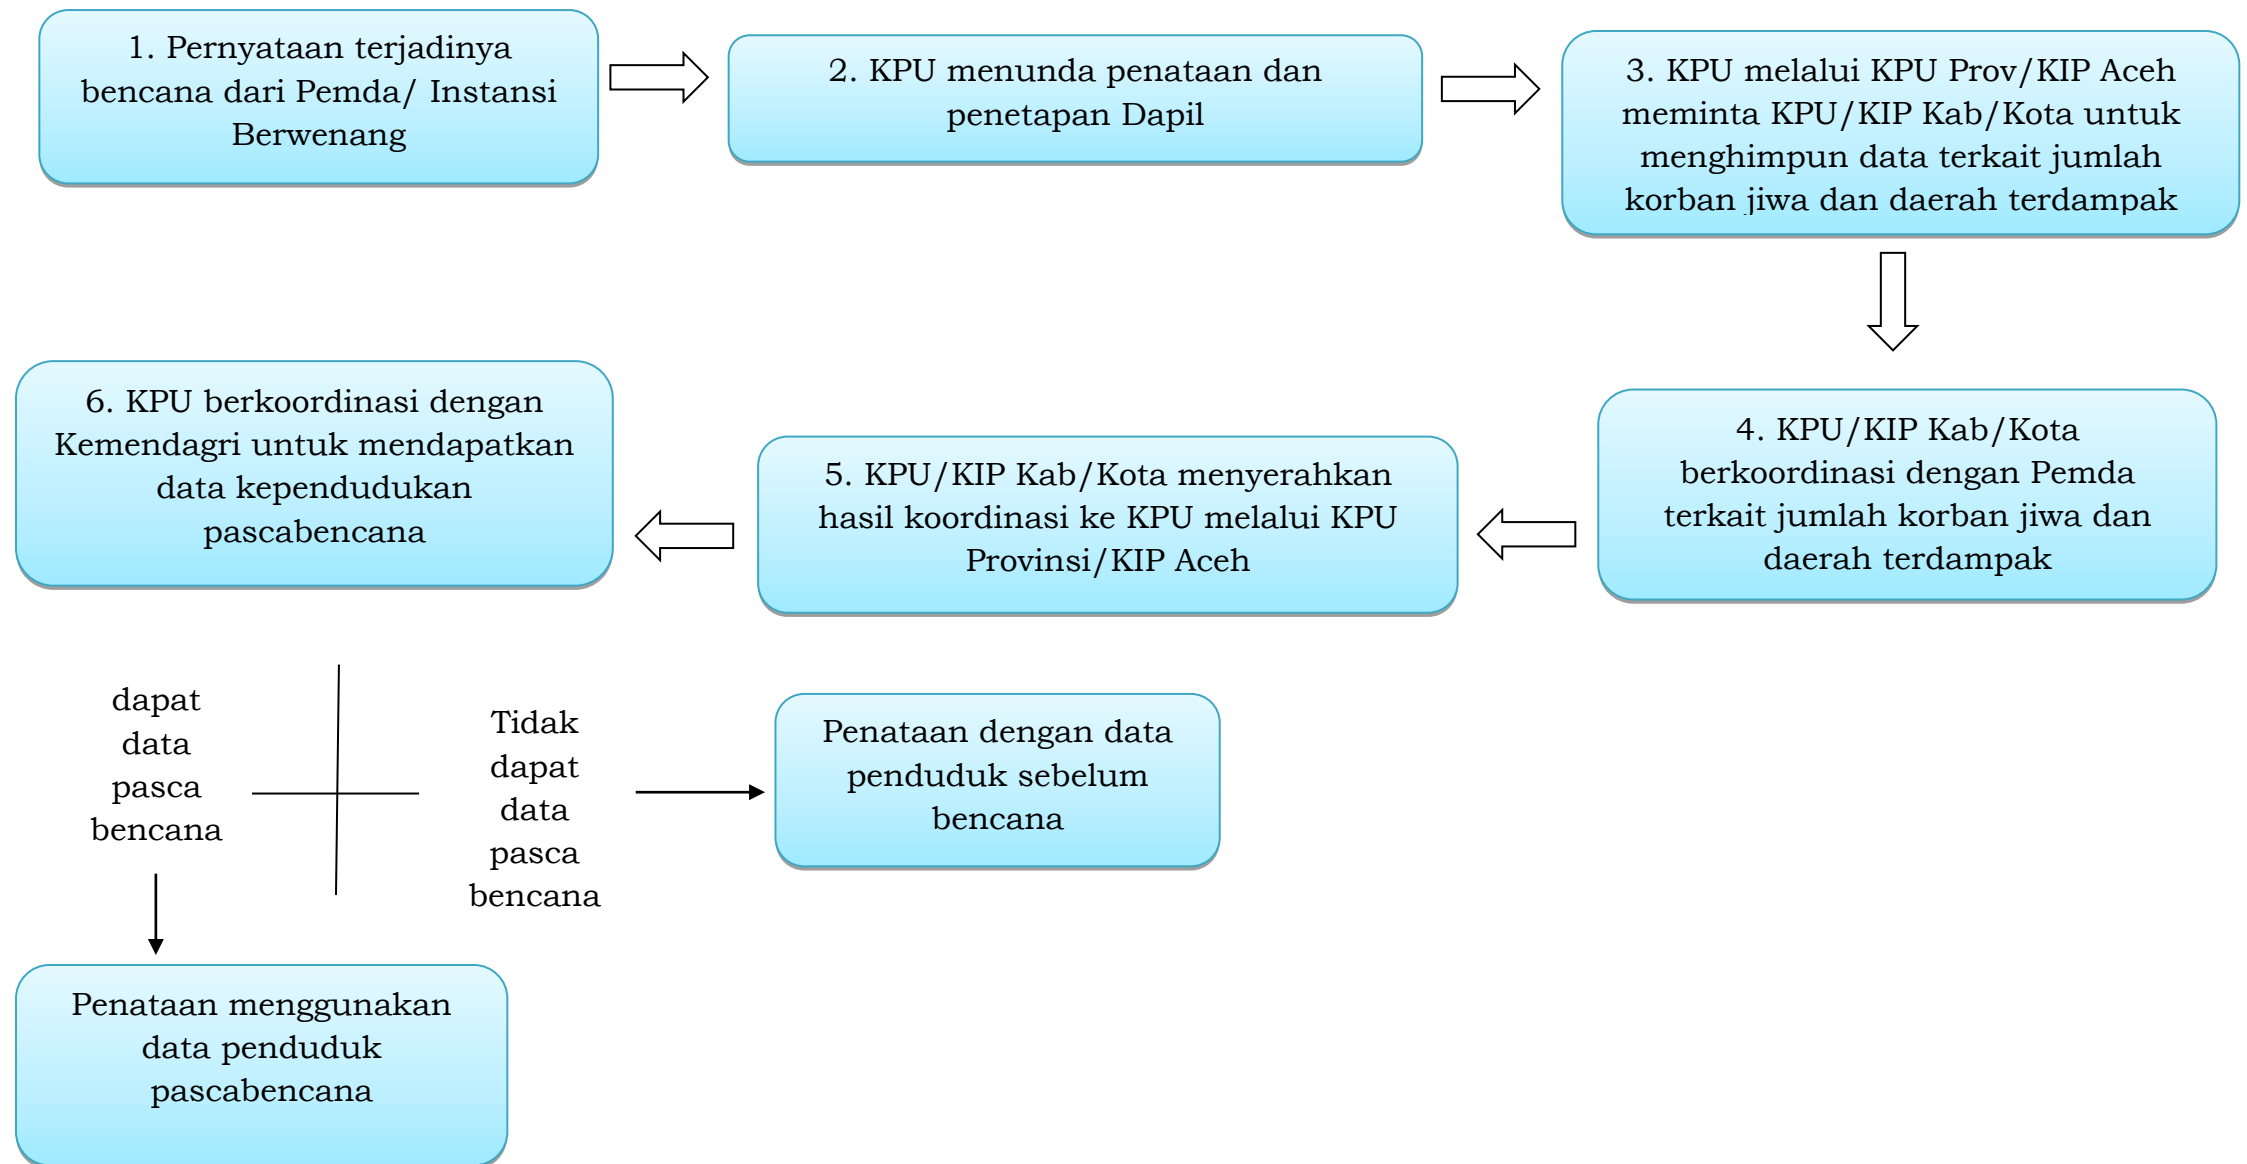 1. Pernyataan terjadinya
bencana dari Pemda/ Instansi
Berwenang
2. KPU menunda penataan dan
penetapan Dapil
3. KPU melalui KPU Prov/KIP Aceh
meminta KPU/KIP Kab/Kota untuk
menghimpun data terkait jumlah
korban jiwa dan daerah terdampak
4. KPU/KIP Kab/Kota
berkoordinasi dengan Pemda
terkait jumlah korban jiwa dan
daerah terdampak
5. KPU/KIP Kab/Kota menyerahkan
hasil koordinasi ke KPU melalui KPU
Provinsi/KIP Aceh
6. KPU berkoordinasi dengan
Kemendagri untuk mendapatkan
data kependudukan
pascabencana
dapat
data
pasca
bencana
Tidak
dapat
data
pasca
bencana
Penataan dengan data
penduduk sebelum
bencana
Penataan menggunakan
data penduduk
pascabencana